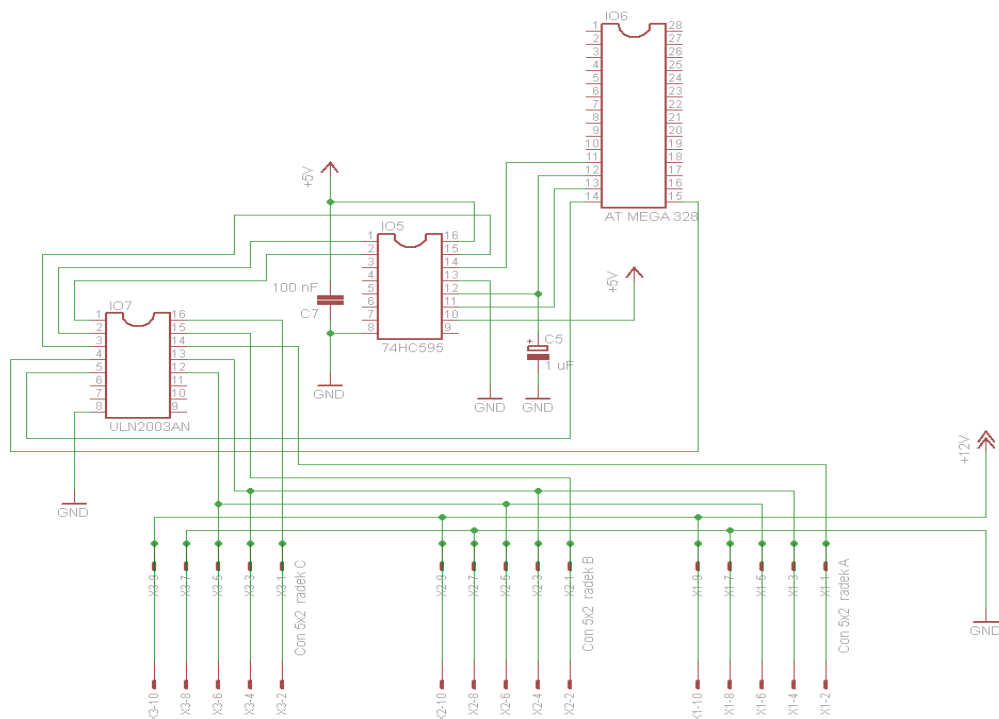 IO6
1 28
2 27
3 26
4 25
5 24
6 23
7 22
8 21
9 20
10 19
11 18
12 17
13 16
14 15
AT MEGA 328
+5V
IO5
1 16
2 15
3 14
4 13
5 12
6 11
7 10
8 9
74HC595
100 nF
C7
GND
+5V
GND
C5
+
1 uF
GND
IO7
1 16
2 15
3 14
4 13
5 12
6 11
7 10
8 9
ULN2003AN
GND
+12V
GND
X3-9
X3-7
X3-5
X3-3
X3-1
Con 5x2 radek C
X2-9
X2-7
X2-5
X2-3
X2-1
Con 5x2 radek B
X1-9
X1-7
X1-5
X1-3
X1-1
Con 5x2 radek A
X3-10
X3-8
X3-6
X3-4
X3-2
X2-10
X2-8
X2-6
X2-4
X2-2
X1-10
X1-8
X1-6
X1-4
X1-2